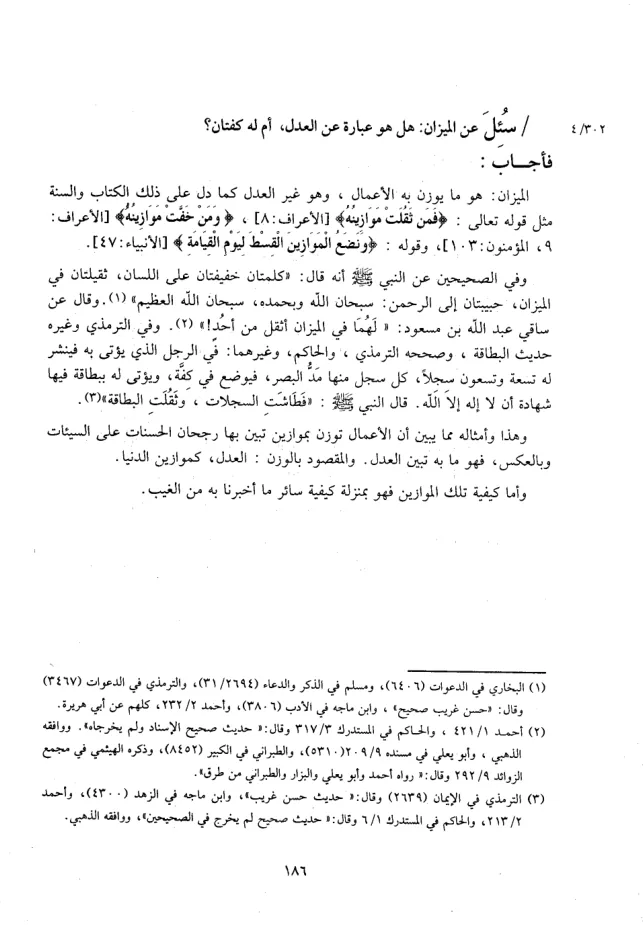 ٤/٣٠٢ / سُئِلَ عن الميزان: هل هو عبارة عن العدل، أم له كفتان؟
فأجاب :
الميزان: هو ما يوزن به الأعمال ، وهو غير العدل كما دل على ذلك الكتاب والسنة
مثل قوله تعالى : ﴿فَمَن ثَقُلَتْ مَوَازِينُهُ﴾ [الأعراف:٨] ، ﴿ وَمَنْ خَفَّتْ مَوَازِينُهُ﴾ [الأعراف:
٩ ، المؤمنون:١٠٣]، وقوله : ﴿وَنَضَعُ الْمَوَازِينَ الْقِسْطَ لِيَوْمِ الْقِيَامَةِ ﴾ [الأنبياء:٤٧].
وفي الصحيحين عن النبي ﷺ أنه قال: «كلمتان خفيفتان على اللسان، ثقيلتان في
الميزان، حبيبتان إلى الرحمن: سبحان الله وبحمده، سبحان الله العظيم» (١). وقال عن
ساقي عبد الله بن مسعود: « لَهُمَا في الميزان أثقل من أحُدٍ!» (٢). وفي الترمذي وغيره
حديث البطاقة ، وصححه الترمذي ، والحاكم، وغيرهما: في الرجل الذي يؤتى به فينشر
له تسعة وتسعون سجلاً، كل سجل منها مَدُّ البصر، فيوضع في كِفَّة، ويؤتى له ببطاقة فيها
شهادة أن لا إله إلا الله. قال النبي ﷺ : «فَطَاشَت السجلات ، وثَقُلَت البطاقة»(٣).
وهذا وأمثاله مما يبين أن الأعمال توزن بموازين تبين بها رجحان الحسنات على السيئات
وبالعكس، فهو ما به تبين العدل. والمقصود بالوزن : العدل، كموازين الدنيا.
وأما كيفية تلك الموازين فهو بمنزلة كيفية سائر ما أخبرنا به من الغيب.
(١) البخاري في الدعوات (٦٤٠٦)، ومسلم في الذكر والدعاء (٣١/٢٦٩٤)، والترمذي في الدعوات (٣٤٦٧)
وقال: «حسن غريب صحيح» ، وابن ماجه في الأدب (٣٨٠٦)، وأحمد ٢٣٢/٢، كلهم عن أبي هريرة.
(٢) أحمد ٤٢١/١ ، والحاكم في المستدرك ٣١٧/٣ وقال:« حديث صحيح الإسناد ولم يخرجاه». ووافقه
الذهبي ، وأبو يعلي في مسنده ٢٠٩/٩(٥٣١٠)، والطبراني في الكبير (٨٤٥٢)، وذكره الهيثمي في مجمع
الزوائد ٢٩٢/٩ وقال:« رواه أحمد وأبو يعلي والبزار والطبراني من طرق».
(٣) الترمذي في الإيمان (٢٦٣٩) وقال:« حديث حسن غريب»، وابن ماجه في الزهد (٤٣٠٠)، وأحمد
٢١٣/٢، والحاكم في المستدرك ٦/١ وقال:« حديث صحيح لم يخرج في الصحيحين»، ووافقه الذهبي.
١٨٦